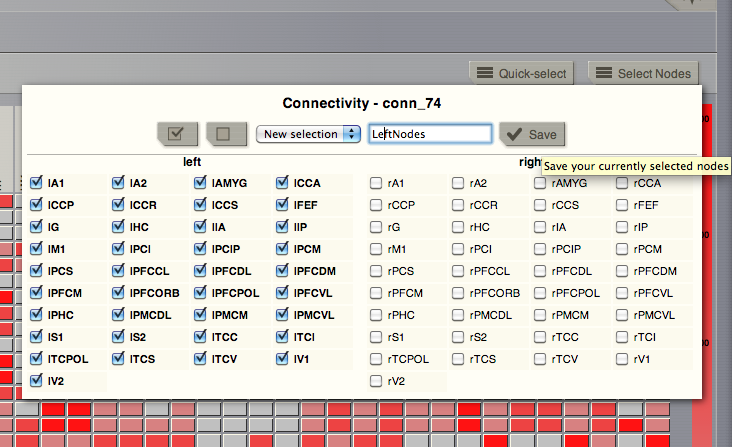 Quick-select Select Nodes
Connectivity - conn_74
New selection LeftNodes Save
left right
Save your currently selected nodes
lA1 lA2 lAMYG lCCA rA1 rA2 rAMYG rCCA
lCCP lCCR lCCS lFEF rCCP rCCR rCCS rFEF
lG lHC lIA lIP rG rHC rIA rIP
lM1 lPCI lPCIP lPCM rM1 rPCI rPCIP rPCM
lPCS lPFCCL lPFCDL lPFCDM rPCS rPFCCL rPFCDL rPFCDM
lPFCM lPFCORB lPFCPOL lPFCVL rPFCM rPFCORB rPFCPOL rPFCVL
lPHC lPMCDL lPMCM lPMCVL rPHC rPMCDL rPMCM rPMCVL
lS1 lS2 lTCC lTCI rS1 rS2 rTCC rTCI
lTCPOL lTCS lTCV lV1 rTCPOL rTCS rTCV rV1
lV2 rV2